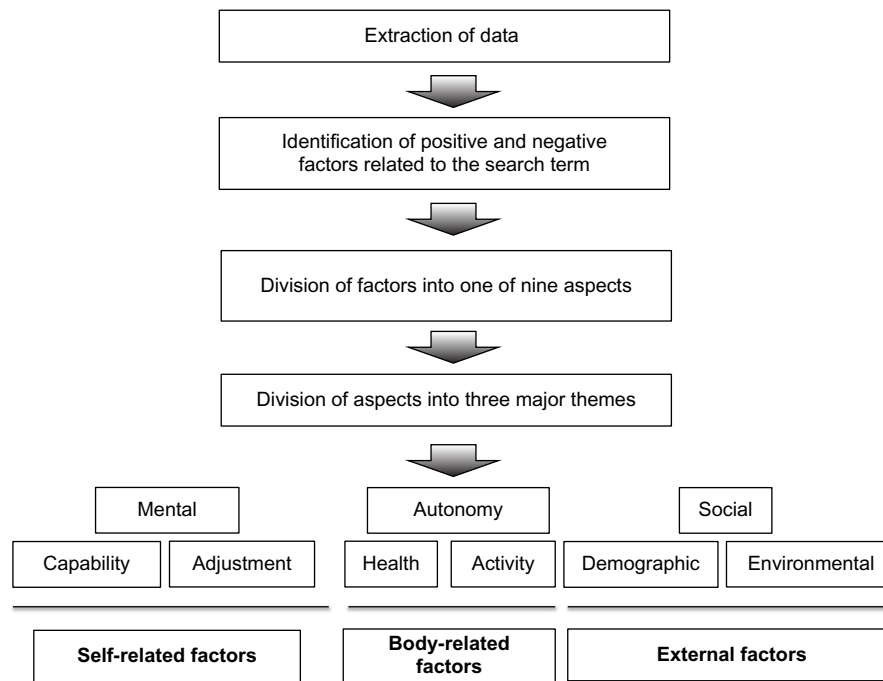 Extraction of data
Identification of positive and negative
factors related to the search term
Division of factors into one of nine aspects
Division of aspects into three major themes
Mental
Autonomy
Social
Capability
Adjustment
Health
Activity
Demographic
Environmental
Self-related factors
Body-related
factors
External factors